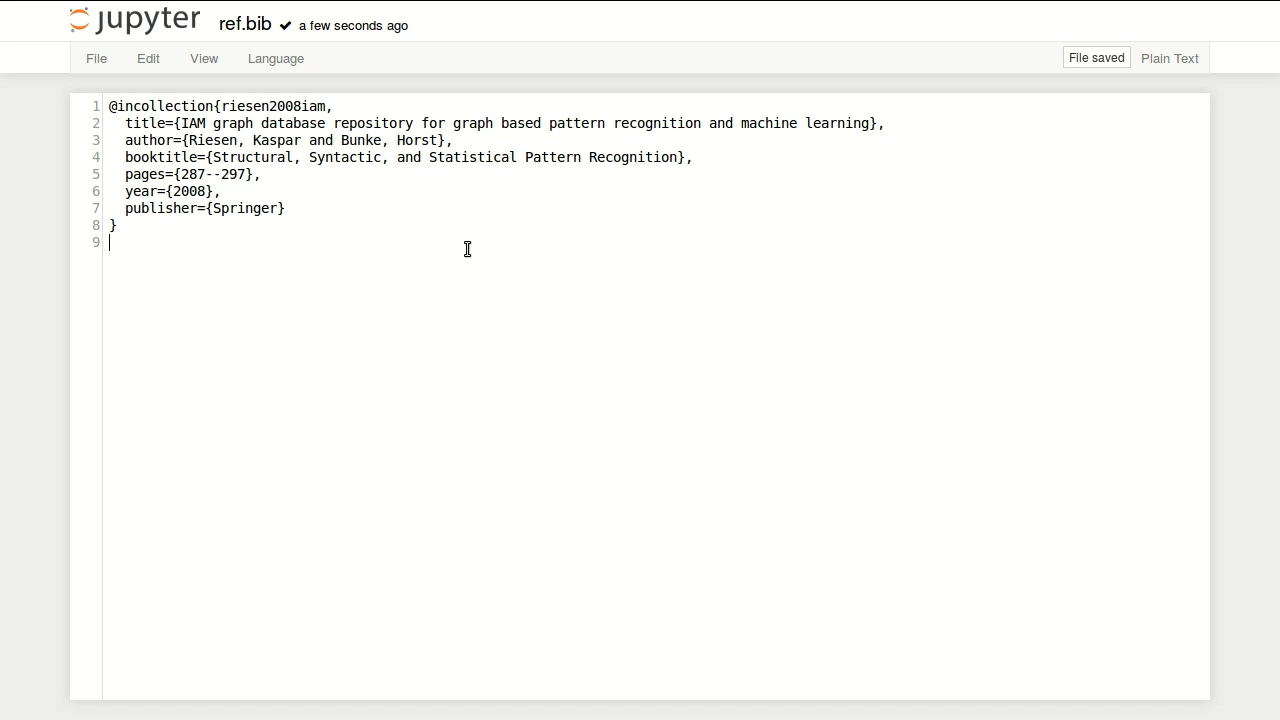 jupyter ref.bib ✔ a few seconds ago
File Edit View Language File saved Plain Text
1 @incollection{riesen2008iam,
2   title={IAM graph database repository for graph based pattern recognition and machine learning},
3   author={Riesen, Kaspar and Bunke, Horst},
4   booktitle={Structural, Syntactic, and Statistical Pattern Recognition},
5   pages={287--297},
6   year={2008},
7   publisher={Springer}
8 }
9